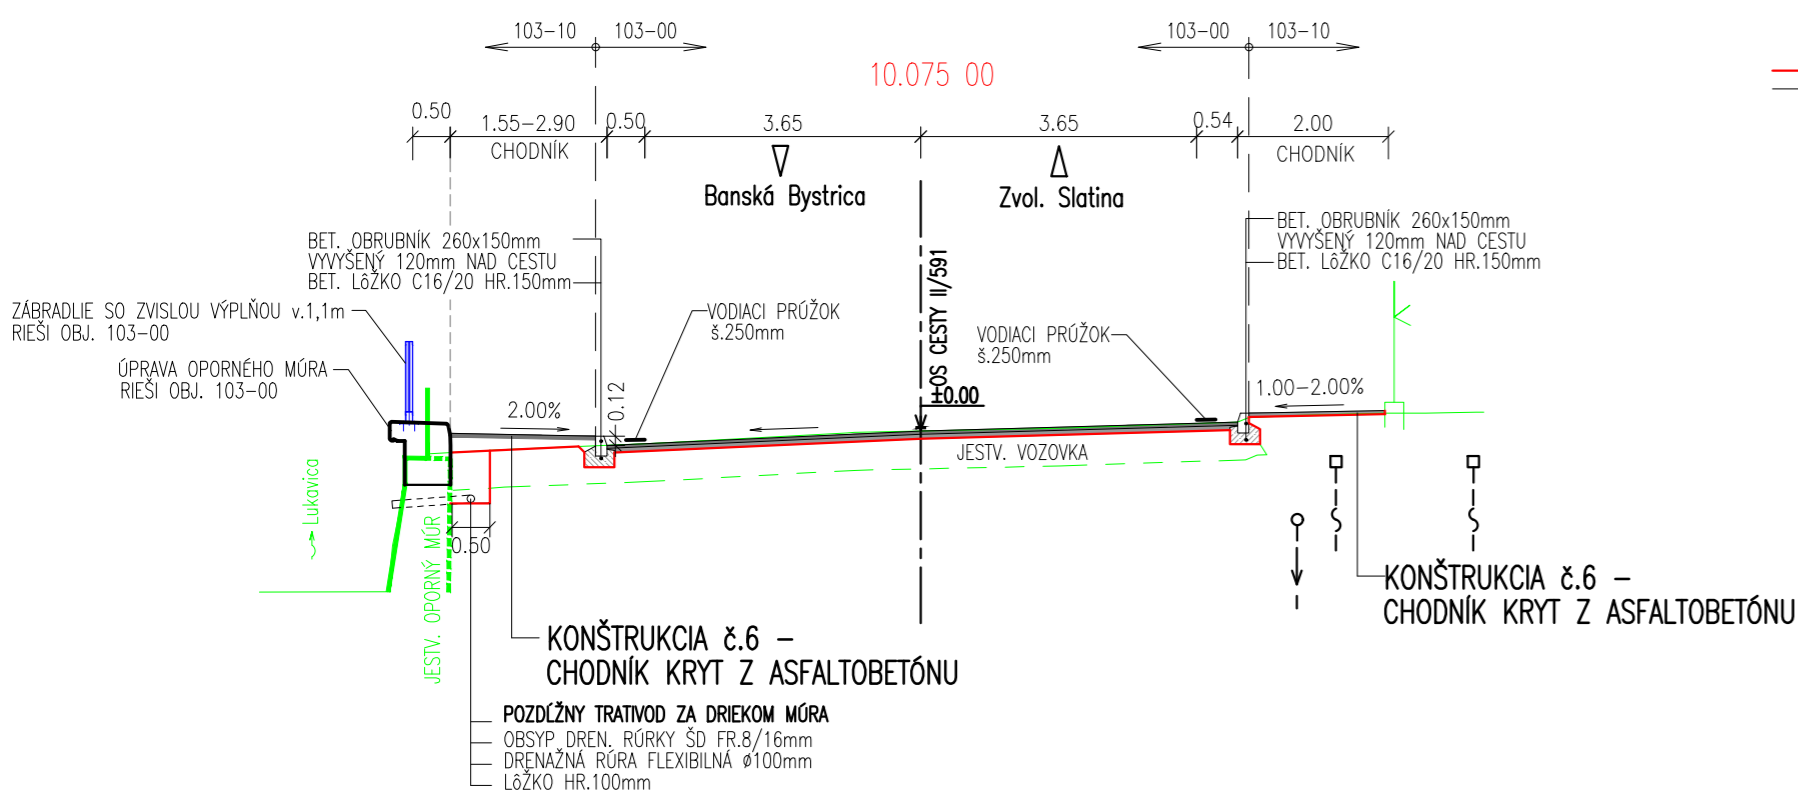 103-10
103-00
103-00
103-10
10.075 00
0.50
1.55-2.90
0.50
3.65
3.65
0.54
2.00
CHODNÍK
CHODNÍK
Banská Bystrica
Zvol. Slatina
BET. OBRUBNÍK 260x150mm
VYVYŠENÝ 120mm NAD CESTU
BET. LôŽKO C16/20 HR.150mm
BET. OBRUBNÍK 260x150mm
VYVYŠENÝ 120mm NAD CESTU
BET. LôŽKO C16/20 HR.150mm
ZÁBRADLIE SO ZVISLOU VÝPLŇOU v.1,1m
RIEŠI OBJ. 103-00
ÚPRAVA OPORNÉHO MÚRA
RIEŠI OBJ. 103-00
VODIACI PRÚŽOK
š.250mm
VODIACI PRÚŽOK
š.250mm
OS CESTY II/591
±0.00
2.00%
0.12
1.00-2.00%
JESTV. VOZOVKA
Lukavica
JESTV. OPORNÝ MÚR
0.50
KONŠTRUKCIA č.6 –
CHODNÍK KRYT Z ASFALTOBETÓNU
KONŠTRUKCIA č.6 –
CHODNÍK KRYT Z ASFALTOBETÓNU
POZDĹŽNY TRATIVOD ZA DRIEKOM MÚRA
OBSYP DREN. RÚRKY ŠD FR.8/16mm
DRENAŽNÁ RÚRA FLEXIBILNÁ ø100mm
LôŽKO HR.100mm